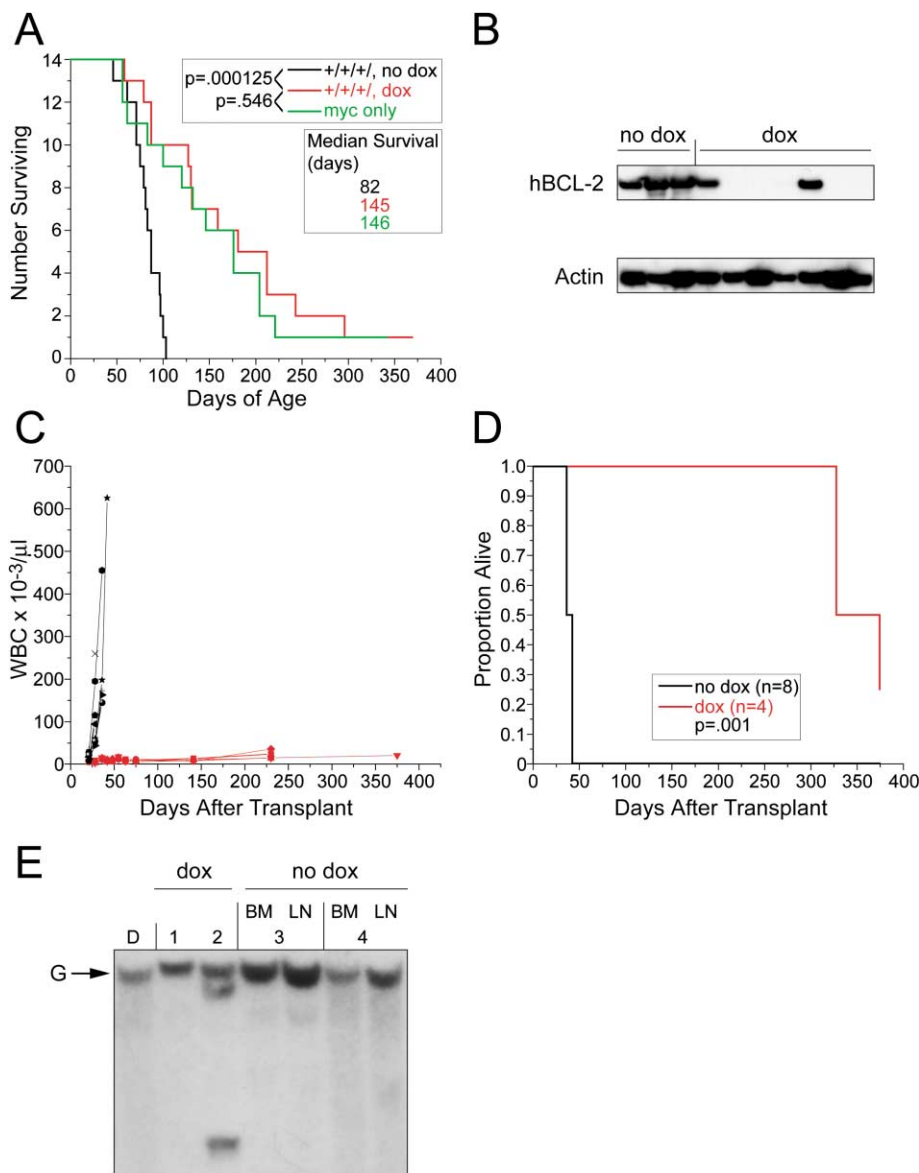 A
14
12
10
8
6
4
2
0
Number Surviving
0 50 100 150 200 250 300 350 400
Days of Age
p=.000125
p=.546
+/+/+/, no dox
+/+/+/, dox
myc only
Median Survival
(days)
82
145
146
B
no dox dox
hBCL-2
Actin
C
700
600
500
400
300
200
100
0
WBC x 10-3/µl
0 50 100 150 200 250 300 350 400
Days After Transplant
D
1.0
0.9
0.8
0.7
0.6
0.5
0.4
0.3
0.2
0.1
0
Proportion Alive
0 50 100 150 200 250 300 350 400
Days After Transplant
no dox (n=8)
dox (n=4)
p=.001
E
dox no dox
BM LN BM LN
D 1 2 3 4
G